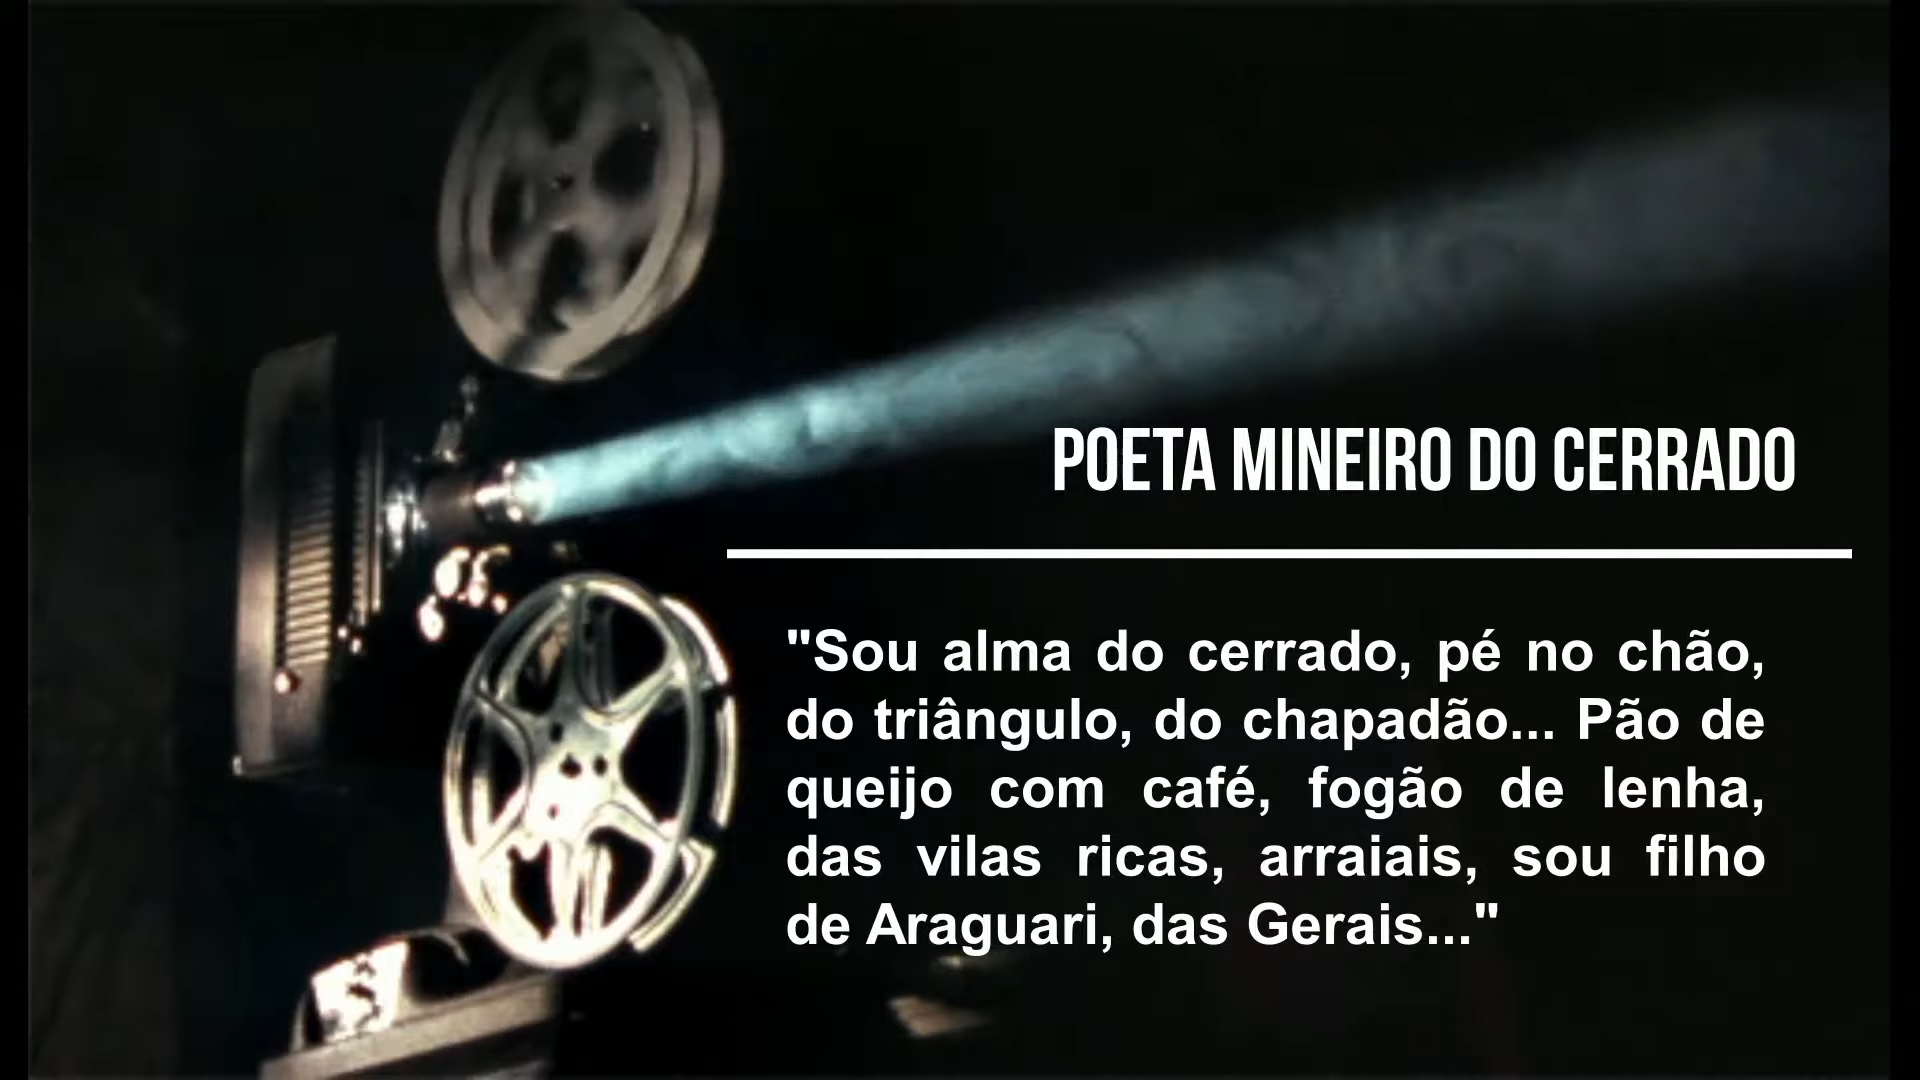 POETA MINEIRO DO CERRADO
"Sou alma do cerrado, pé no chão,
do triângulo, do chapadão... Pão de
queijo com café, fogão de lenha,
das vilas ricas, arraiais, sou filho
de Araguari, das Gerais..."